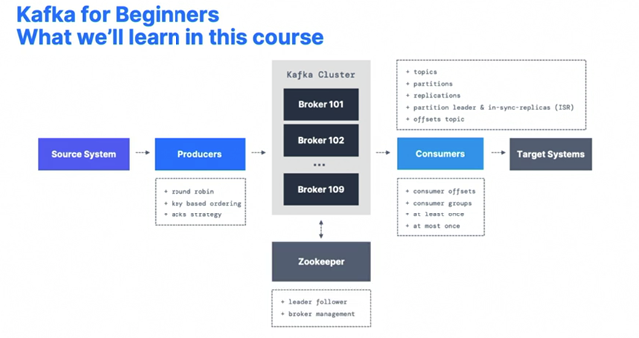 Kafka for Beginners
What we'll learn in this course
Kafka Cluster
Broker 101
Broker 102
...
Broker 109
+ topics
+ partitions
+ replications
+ partition leader & in-sync-replicas (ISR)
+ offsets topic
Source System
Producers
Consumers
Target Systems
+ round robin
+ key based ordering
+ acks strategy
+ consumer offsets
+ consumer groups
+ at least once
+ at most once
Zookeeper
+ leader follower
+ broker management